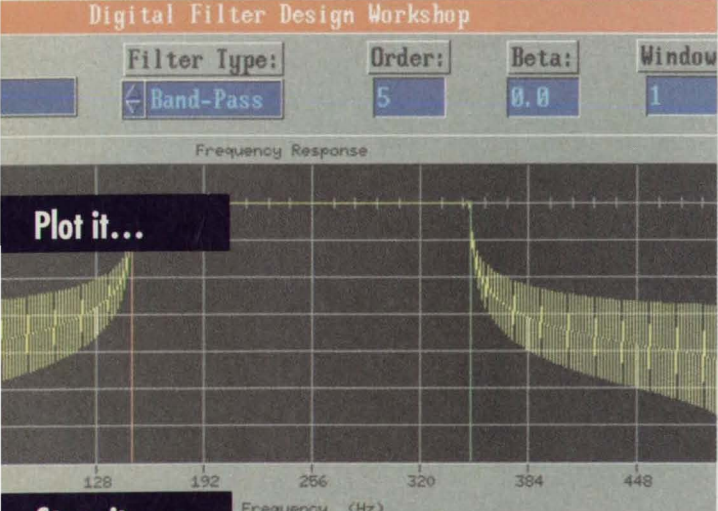 Digital Filter Design Workshop
Filter Type: Order: Beta: Window
Band-Pass 5 0.0 1
Frequency Response
Plot it...
128 192 256 320 384 448
Frequency (Hz)